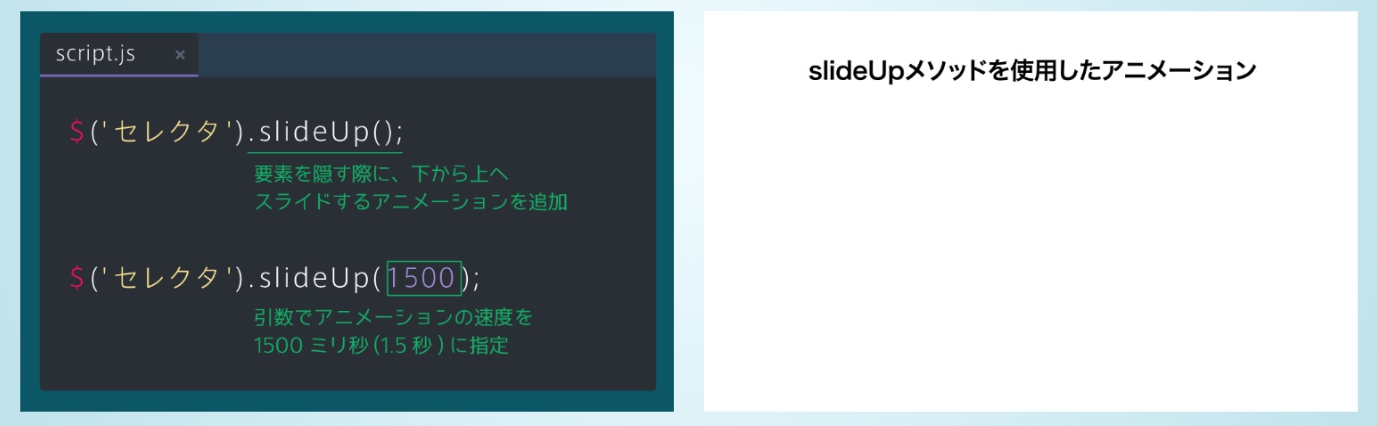 script.js ×
$('セレクタ').slideUp();
要素を隠す際に、下から上へ
スライドするアニメーションを追加
$('セレクタ').slideUp(1500);
引数でアニメーションの速度を
1500 ミリ秒 (1.5 秒 ) に指定
slideUpメソッドを使用したアニメーション